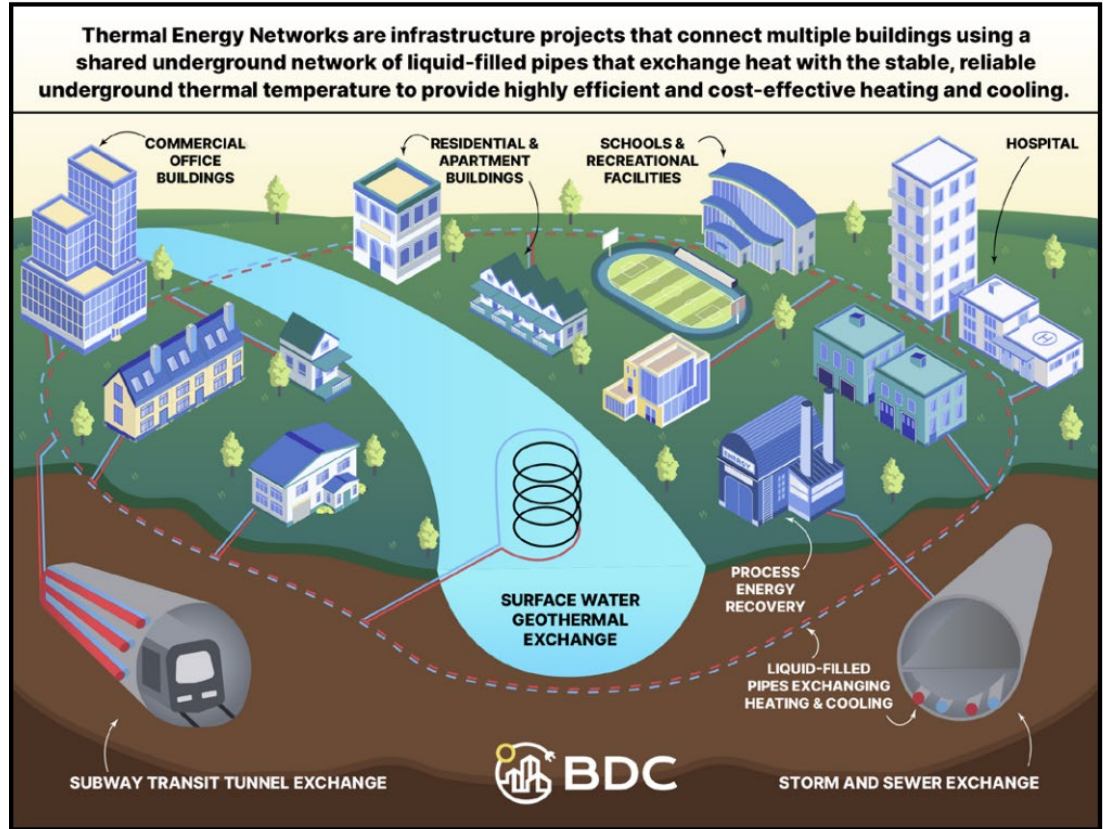 Thermal Energy Networks are infrastructure projects that connect multiple buildings using a
shared underground network of liquid-filled pipes that exchange heat with the stable, reliable
underground thermal temperature to provide highly efficient and cost-effective heating and cooling.
COMMERCIAL
OFFICE
BUILDINGS
RESIDENTIAL &
APARTMENT
BUILDINGS
SCHOOLS &
RECREATIONAL
FACILITIES
HOSPITAL
H
ENERGY
PROCESS
ENERGY
RECOVERY
SURFACE WATER
GEOTHERMAL
EXCHANGE
LIQUID-FILLED
PIPES EXCHANGING
HEATING & COOLING
SUBWAY TRANSIT TUNNEL EXCHANGE
BDC
STORM AND SEWER EXCHANGE